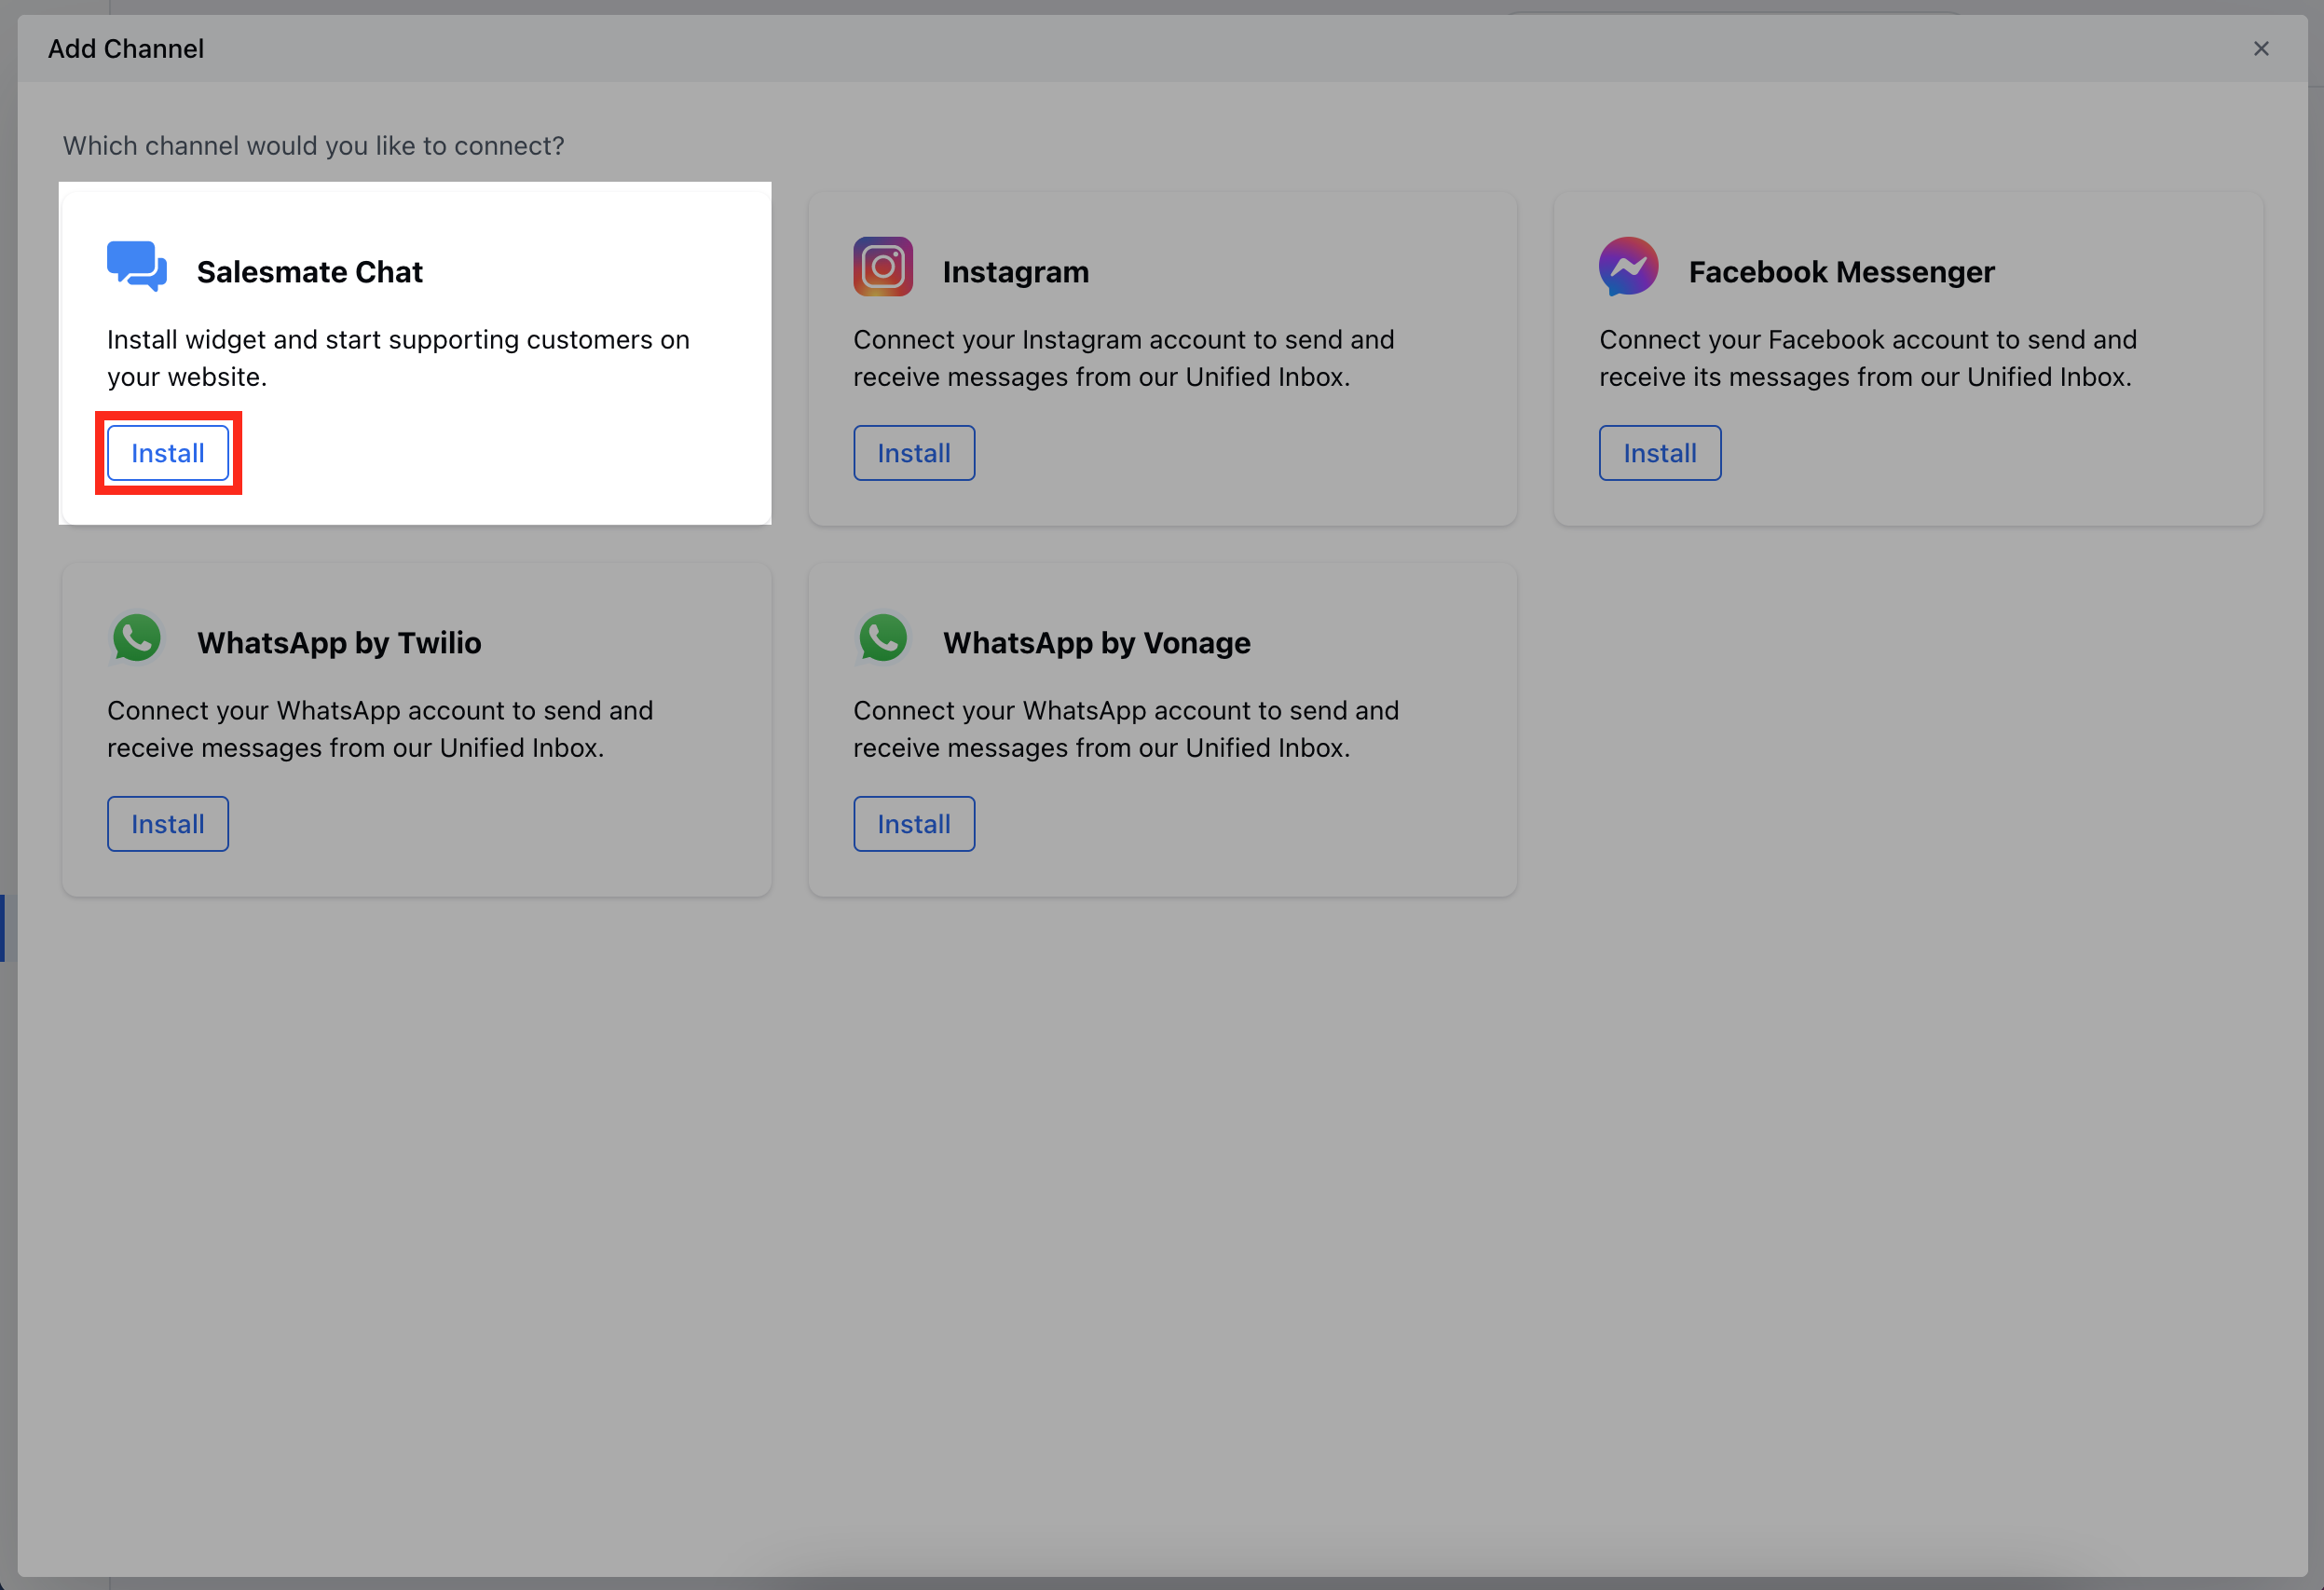 Add Channel
Which channel would you like to connect?
Salesmate Chat
Install widget and start supporting customers on
your website.
Install
Instagram
Connect your Instagram account to send and
receive messages from our Unified Inbox.
Install
Facebook Messenger
Connect your Facebook account to send and
receive its messages from our Unified Inbox.
Install
WhatsApp by Twilio
Connect your WhatsApp account to send and
receive messages from our Unified Inbox.
Install
WhatsApp by Vonage
Connect your WhatsApp account to send and
receive messages from our Unified Inbox.
Install